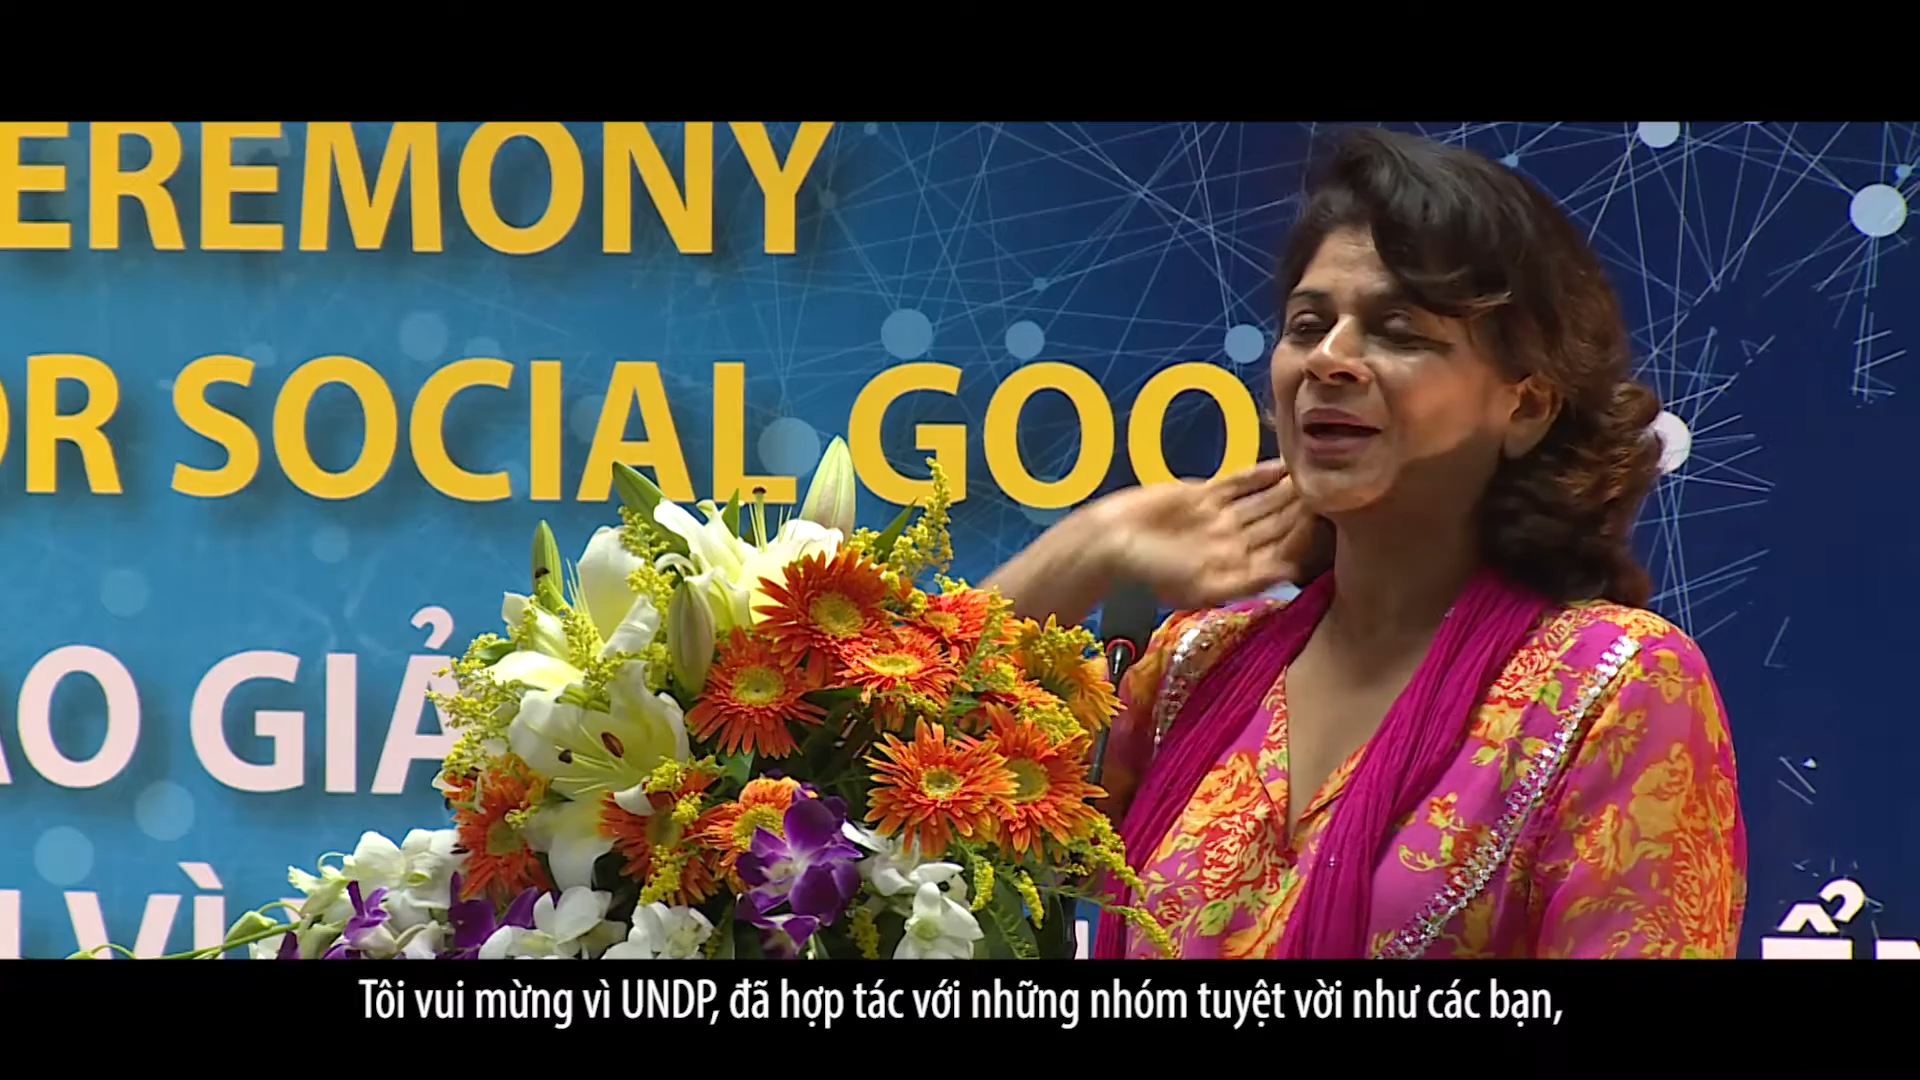 EREMONY
OR SOCIAL GOO
AO GIẢ
VÌ
Tôi vui mừng vì UNDP, đã hợp tác với những nhóm tuyệt vời như các bạn,